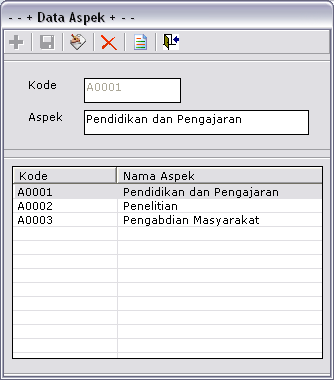 - - + Data Aspek + - -
Kode A0001
Aspek Pendidikan dan Pengajaran
Kode Nama Aspek
A0001 Pendidikan dan Pengajaran
A0002 Penelitian
A0003 Pengabdian Masyarakat